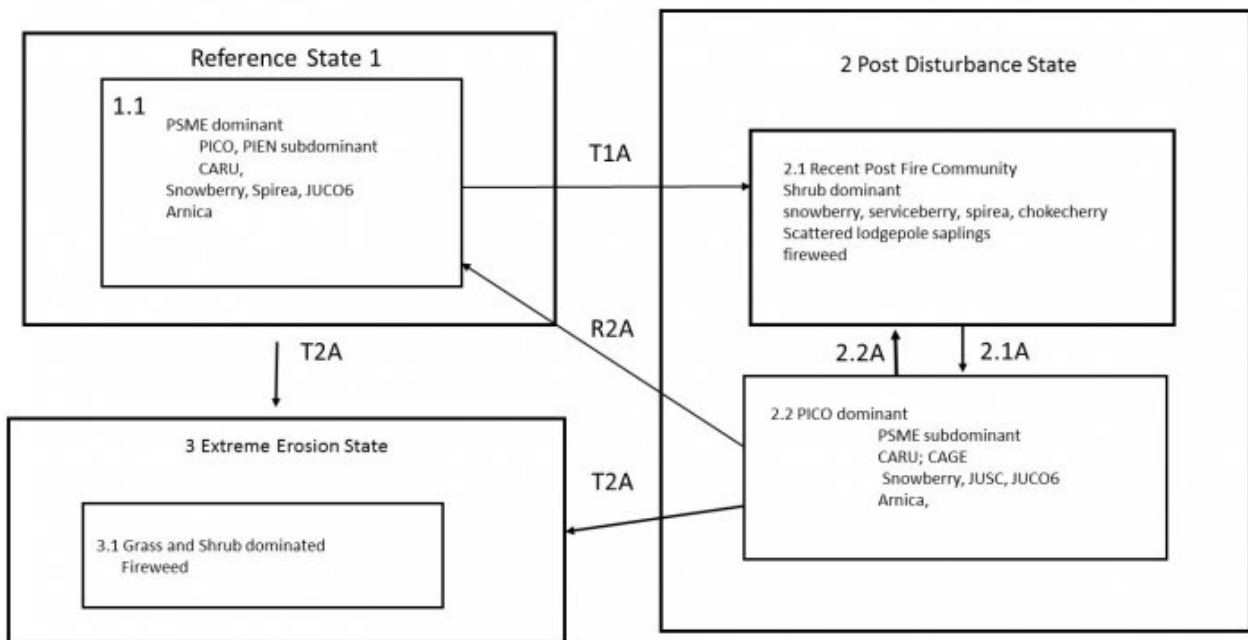 Reference State 1
1.1
PSME dominant
PICO, PIEN subdominant
CARU,
Snowberry, Spirea, JUCO6
Arnica
T1A
2 Post Disturbance State
2.1 Recent Post Fire Community
Shrub dominant
snowberry, serviceberry, spirea, chokecherry
Scattered lodgepole saplings
fireweed
R2A
T2A
2.2A
2.1A
2.2 PICO dominant
PSME subdominant
CARU; CAGE
Snowberry, JUSC, JUCO6
Arnica,
T2A
3 Extreme Erosion State
3.1 Grass and Shrub dominated
Fireweed